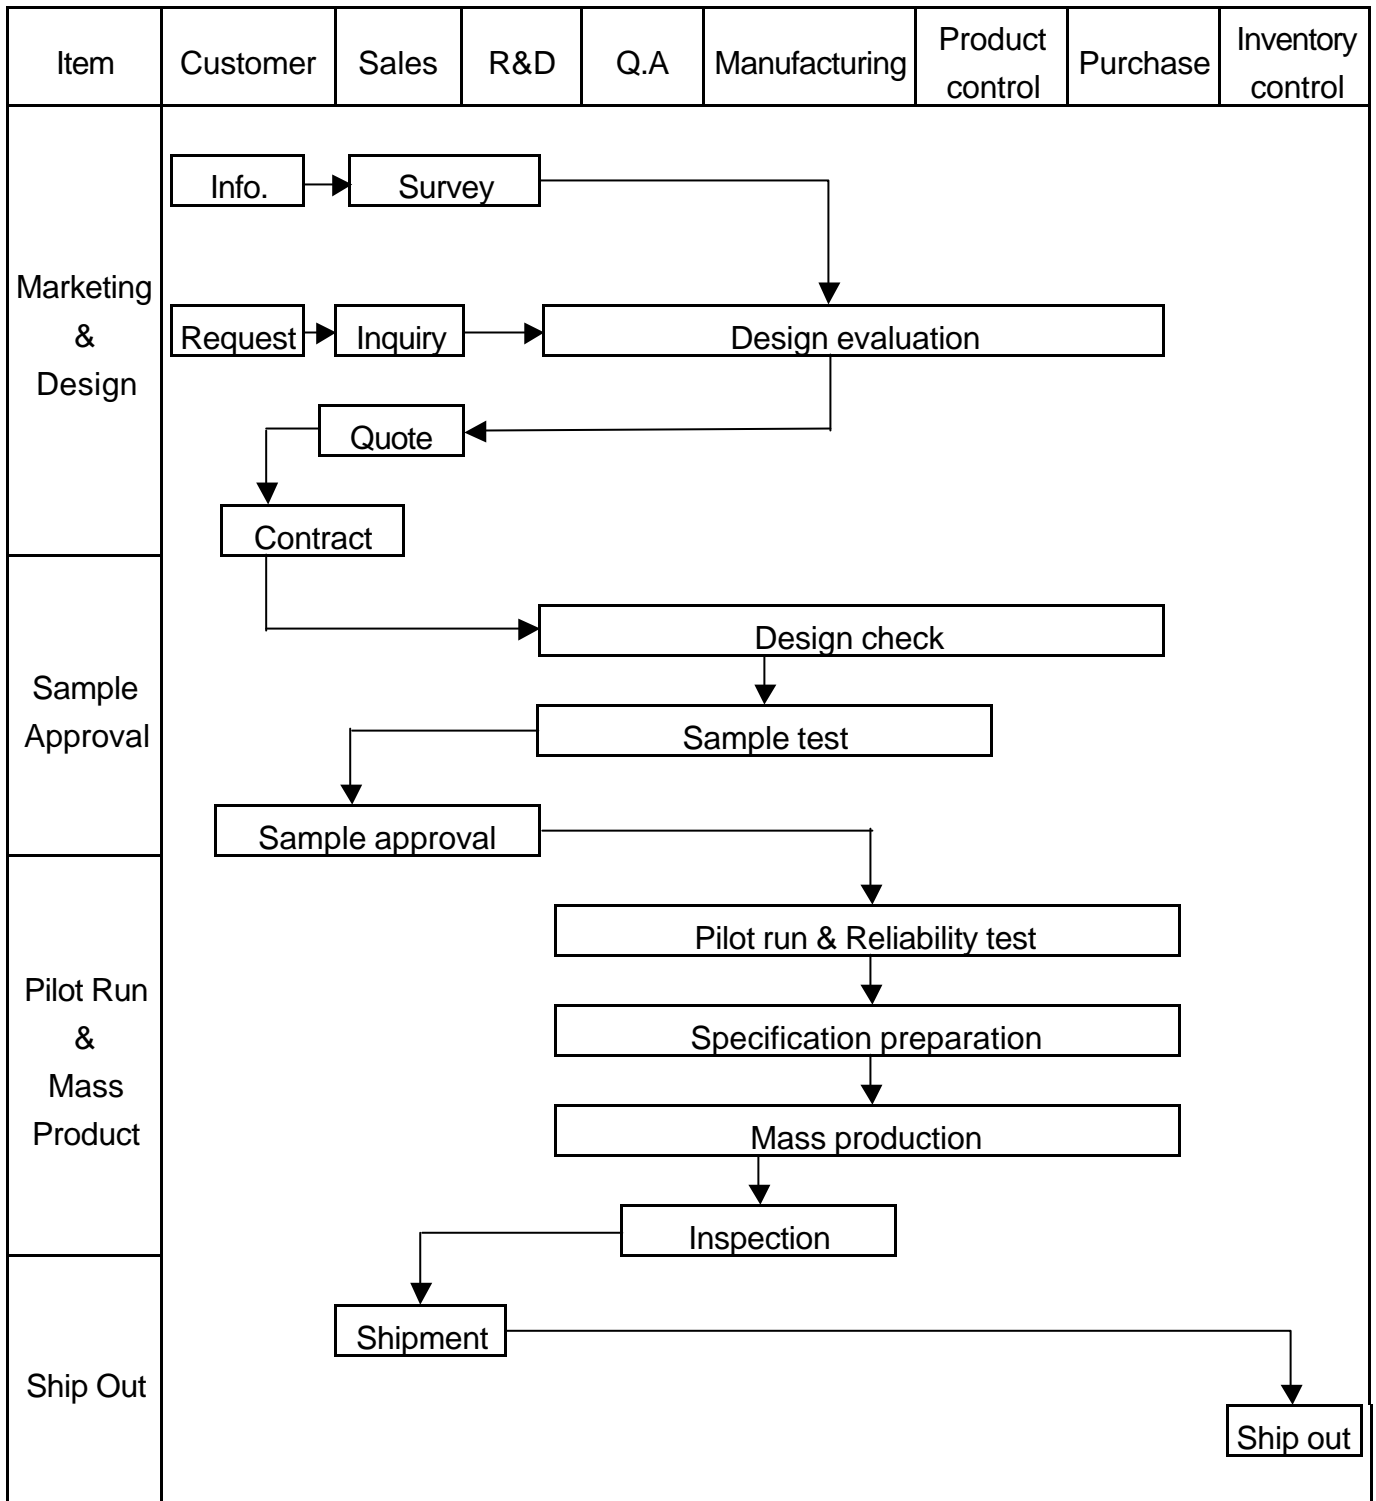 Item
Customer
Sales
R&D
Q.A
Manufacturing
Product
control
Purchase
Inventory
control
Marketing
&
Design
Info.
Survey
Request
Inquiry
Design evaluation
Quote
Contract
Sample
Approval
Design check
Sample test
Sample approval
Pilot Run
&
Mass
Product
Pilot run & Reliability test
Specification preparation
Mass production
Inspection
Ship Out
Shipment
Ship out